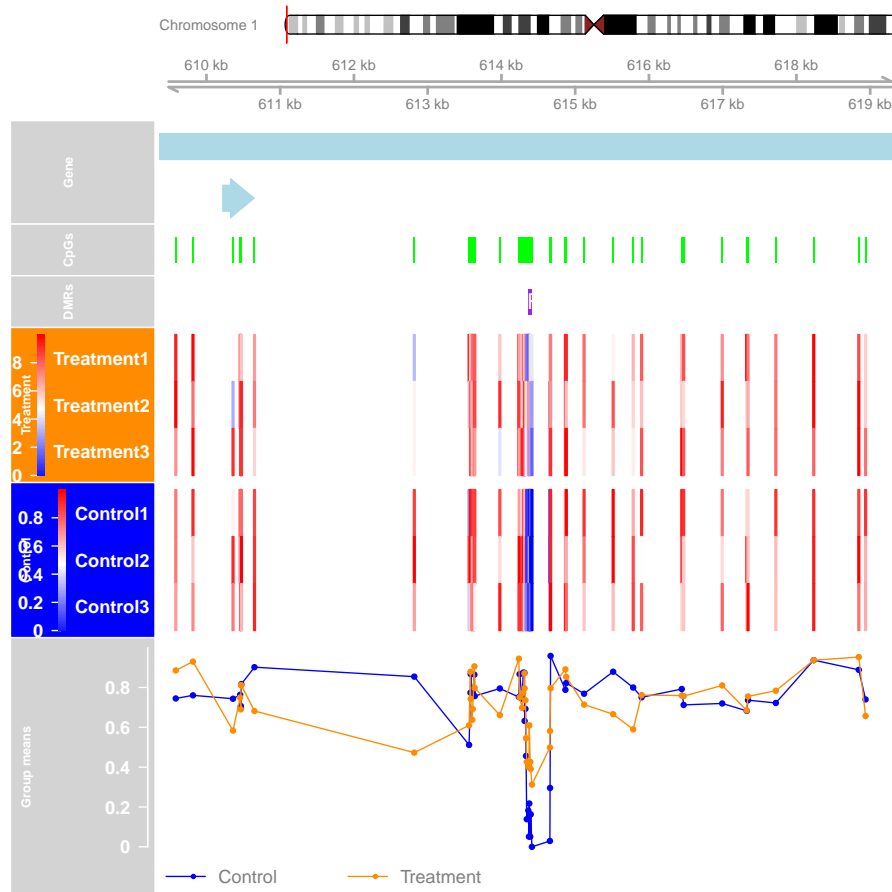 Chromosome 1
610 kb 612 kb 614 kb 616 kb 618 kb
611 kb 613 kb 615 kb 617 kb 619 kb
Gene
CpGs
DMRs
Treatment
8
6
4
2
0
Treatment1
Treatment2
Treatment3
Control
0.8
0.6
0.4
0.2
0
Control1
Control2
Control3
Group means
0.8
0.6
0.4
0.2
0
Control Treatment